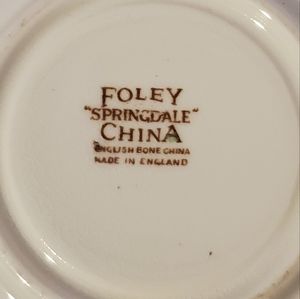 FOLEY
"SPRINGDALE"
CHINA
ENGLISH BONE CHINA
MADE IN ENGLAND